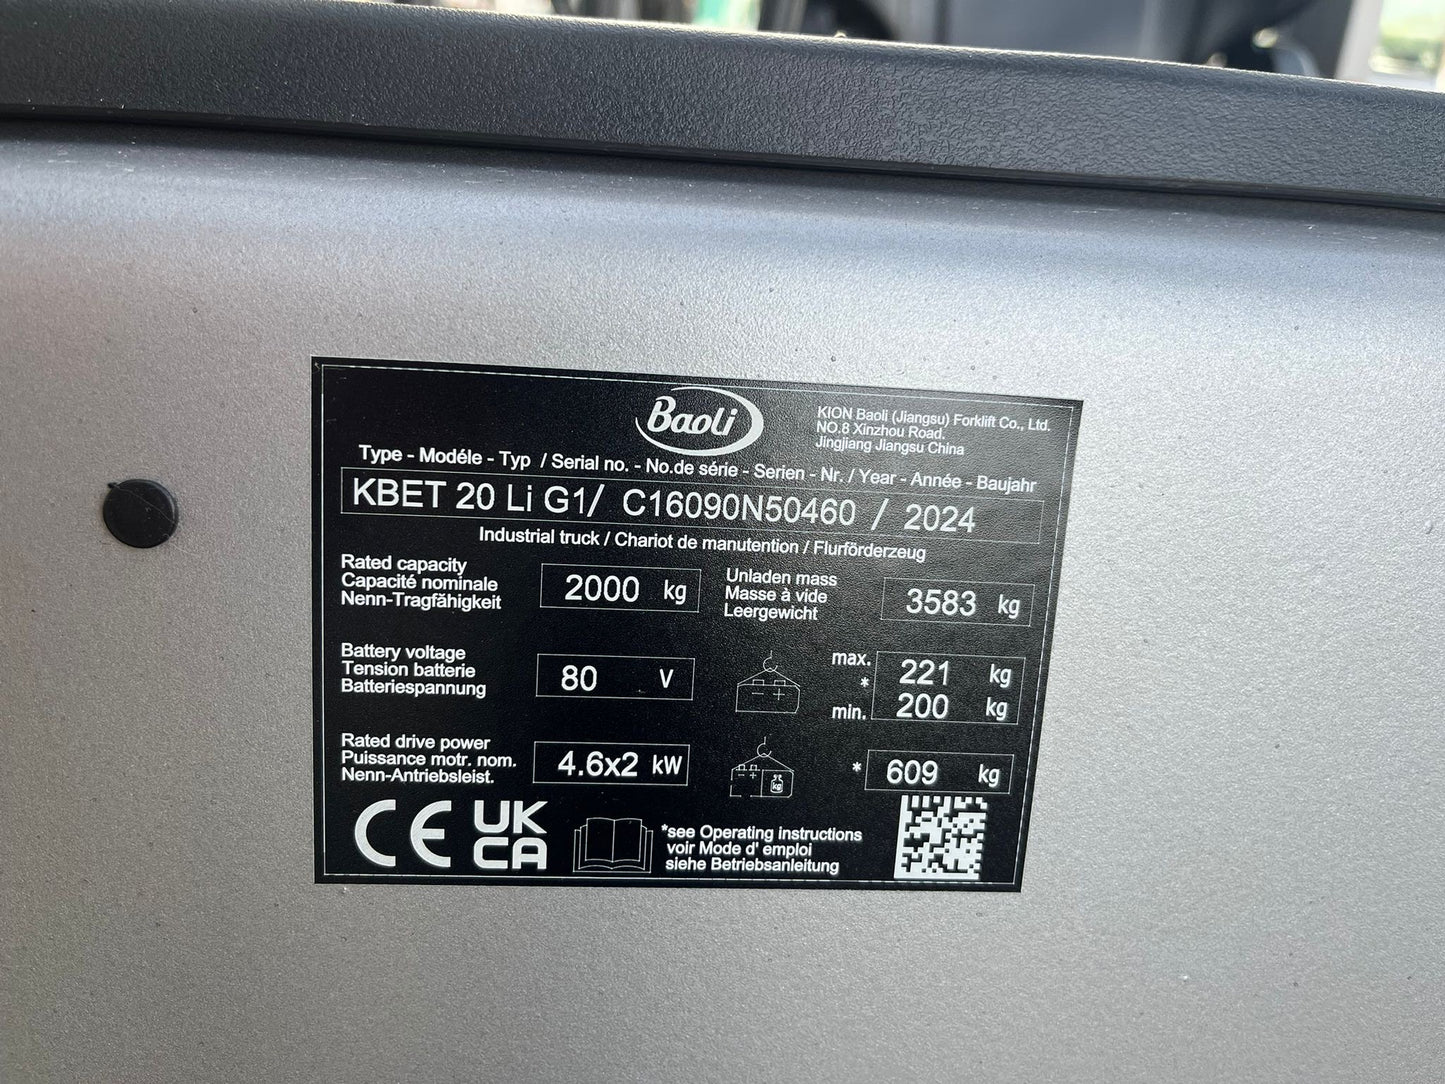 Baoli
KION Baoli (Jiangsu) Forklift Co., Ltd.
NO.8 Xinzhou Road.
Jingjiang Jiangsu China
Type - Modéle - Typ / Serial no. - No.de série - Serien - Nr. / Year - Année - Baujahr
KBET 20 Li G1/ C16090N50460 / 2024
Industrial truck / Chariot de manutention / Flurförderzeug
Rated capacity
Capacité nominale
Nenn-Tragfähigkeit
2000 kg
Unladen mass
Masse à vide
Leergewicht
3583 kg
Battery voltage
Tension batterie
Batteriespannung
80 V
max.
*
min.
221 kg
200 kg
Rated drive power
Puissance motr. nom.
Nenn-Antriebsleist.
4.6x2 kW
kg
* 609 kg
CE
UK
CA
*see Operating instructions
voir Mode d' emploi
siehe Betriebsanleitung